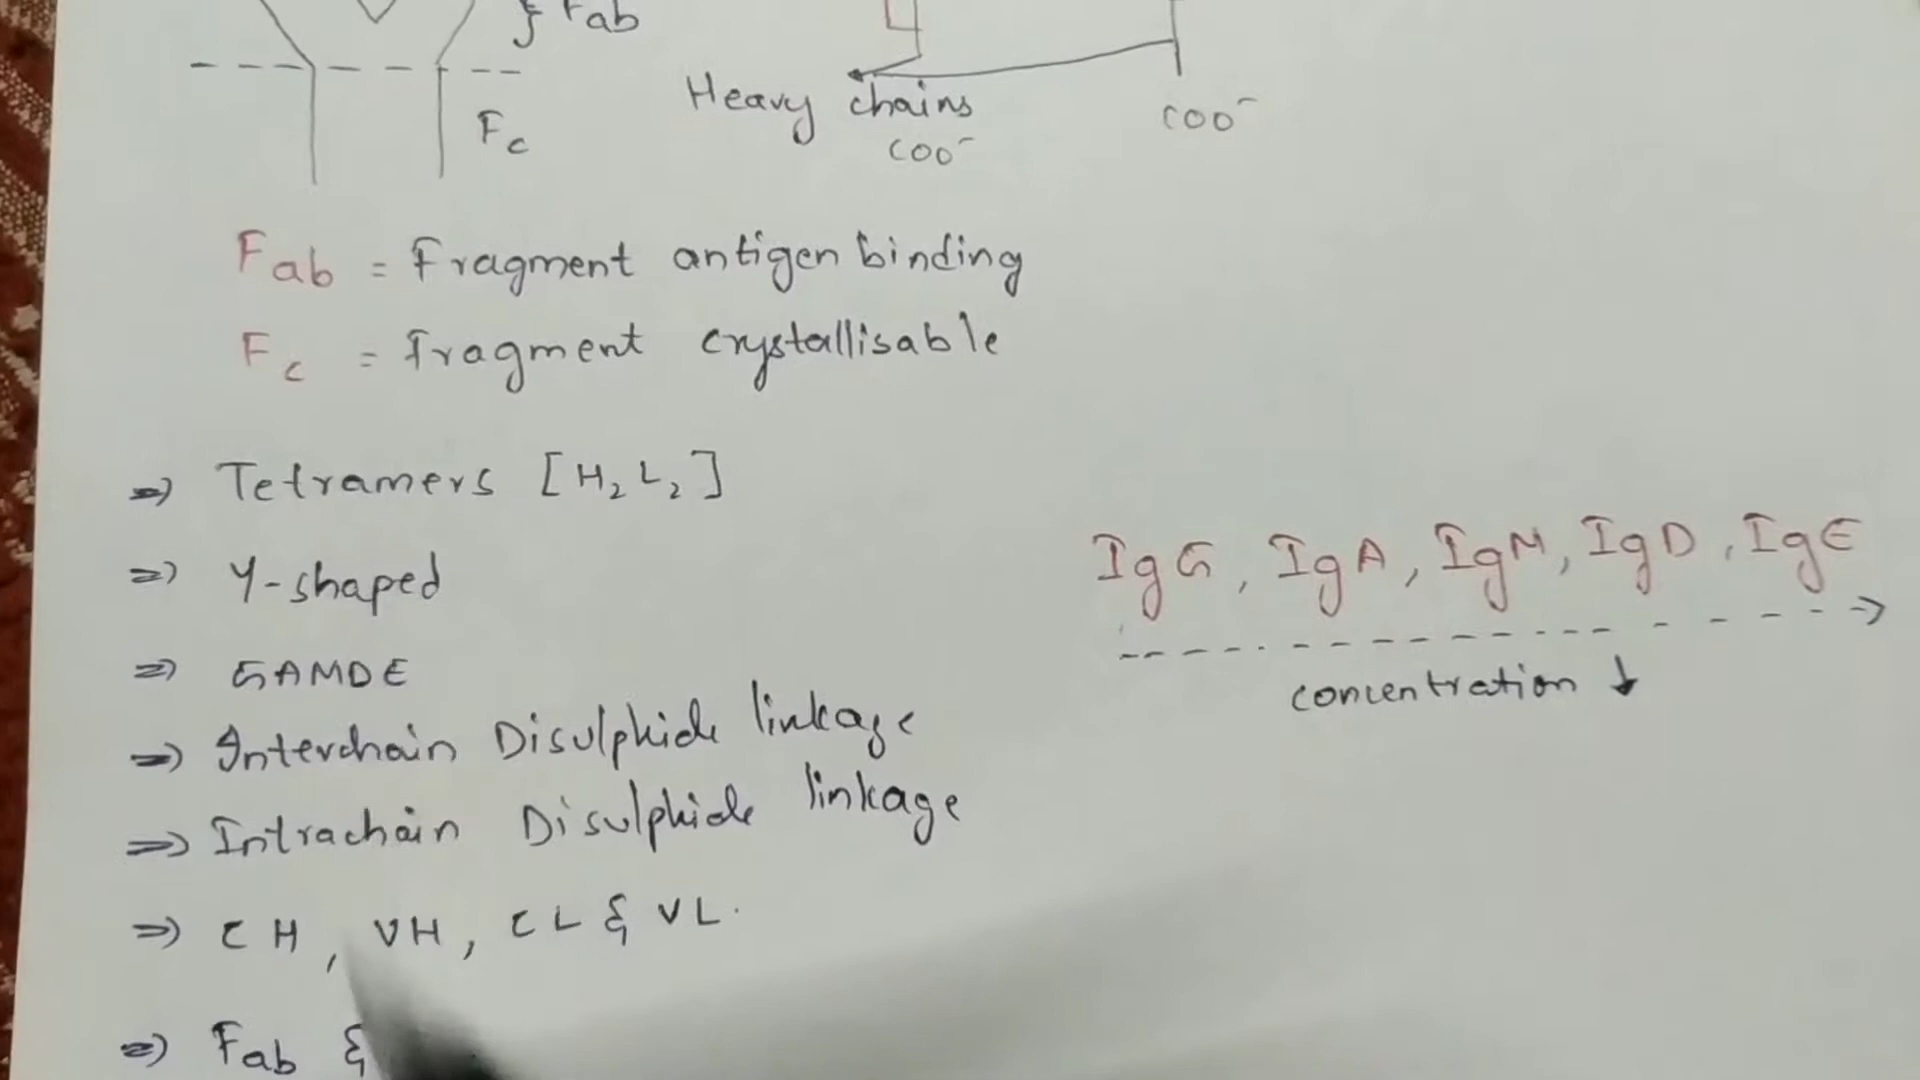 } Fab
Fc
Heavy chains
COO⁻
COO⁻
Fab = Fragment antigen binding
Fc = Fragment crystallisable
⇒ Tetramers [H₂L₂]
⇒ Y-shaped
⇒ GAMDE
IgG, IgA, IgM, IgD, IgE
concentration ↓
⇒ Interchain Disulphide linkage
⇒ Intrachain Disulphide linkage
⇒ CH, VH, CL & VL.
⇒ Fab &